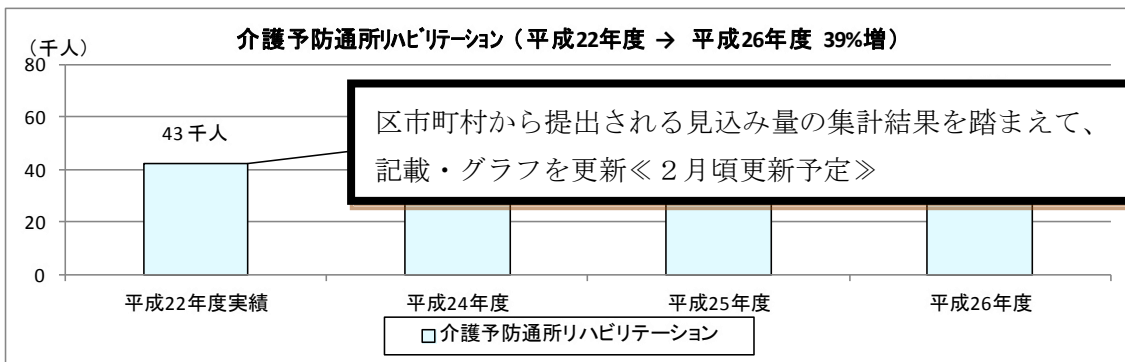 介護予防通所ﾘﾊﾋﾞﾘテーション（平成22年度 → 平成26年度 39%増）
（千人）
80
60
40
20
0
43千人
区市町村から提出される見込み量の集計結果を踏まえて、
記載・グラフを更新≪２月頃更新予定≫
平成22年度実績
平成24年度
平成25年度
平成26年度
介護予防通所リハビリテーション